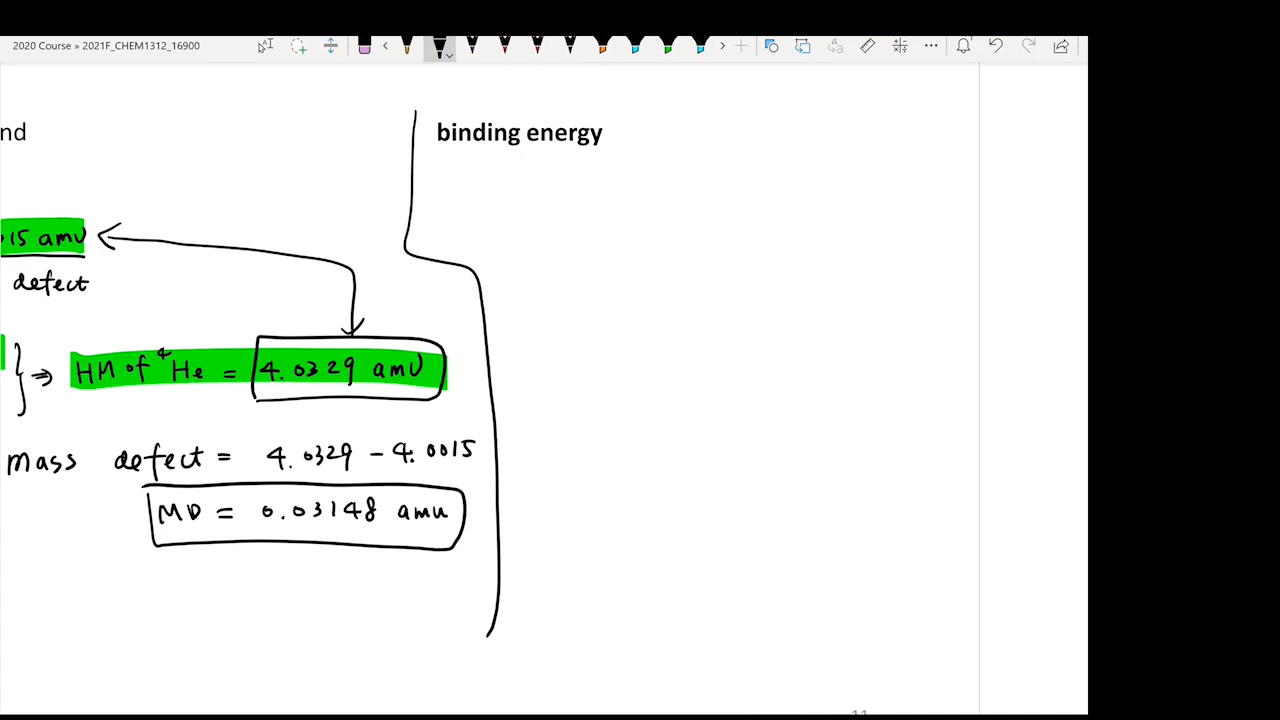 2020 Course » 2021F_CHEM1312_16900
nd
binding energy
015 amu
defect
HM of ⁴He = 4.0329 amu
mass defect = 4.0329 - 4.0015
MD = 0.03148 amu